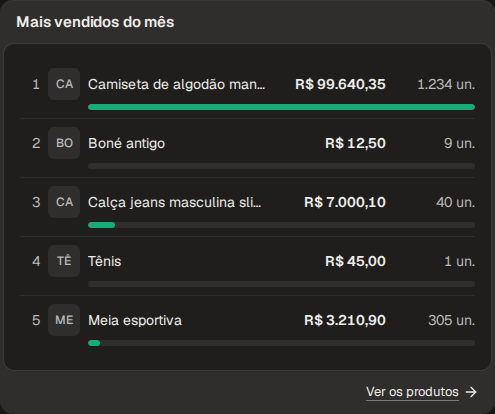 Mais vendidos do mês
1 CA Camiseta de algodão man... R$ 99.640,35 1.234 un.
2 BO Boné antigo R$ 12,50 9 un.
3 CA Calça jeans masculina sli... R$ 7.000,10 40 un.
4 TÊ Tênis R$ 45,00 1 un.
5 ME Meia esportiva R$ 3.210,90 305 un.
Ver os produtos →